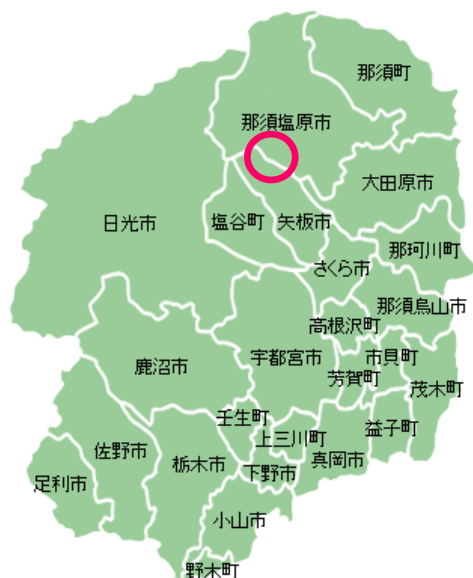 那須町
那須塩原市
大田原市
日光市
塩谷町
矢板市
那珂川町
さくら市
那須烏山市
高根沢町
宇都宮市
市貝町
鹿沼市
芳賀町
茂木町
壬生町
上三川町
益子町
佐野市
栃木市
真岡市
下野市
足利市
小山市
野木町